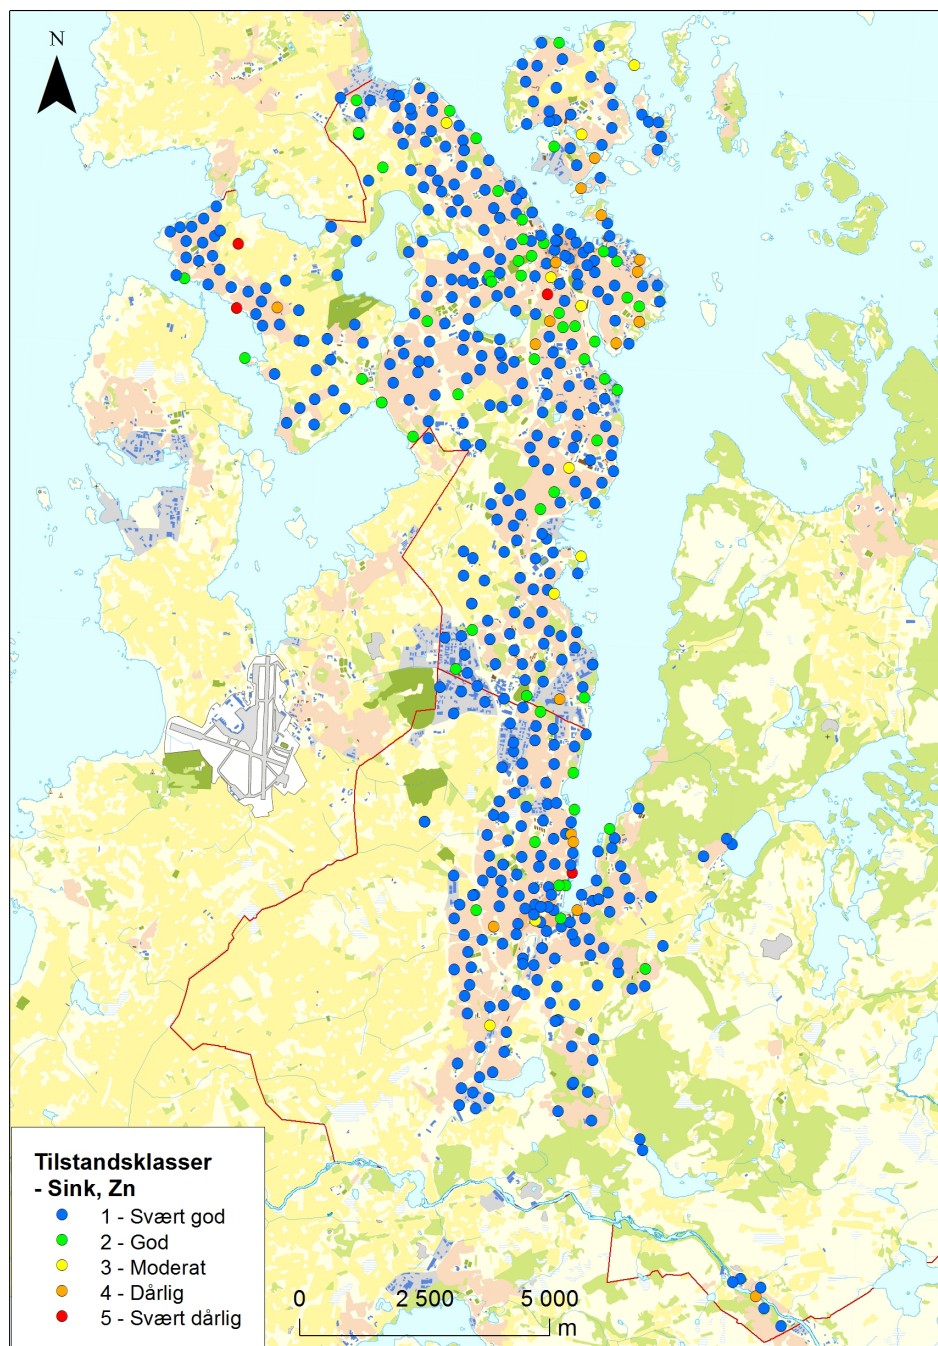 N
Tilstandsklasser
- Sink, Zn
1 - Svært god
2 - God
3 - Moderat
4 - Dårlig
5 - Svært dårlig
0 2 500 5 000
m